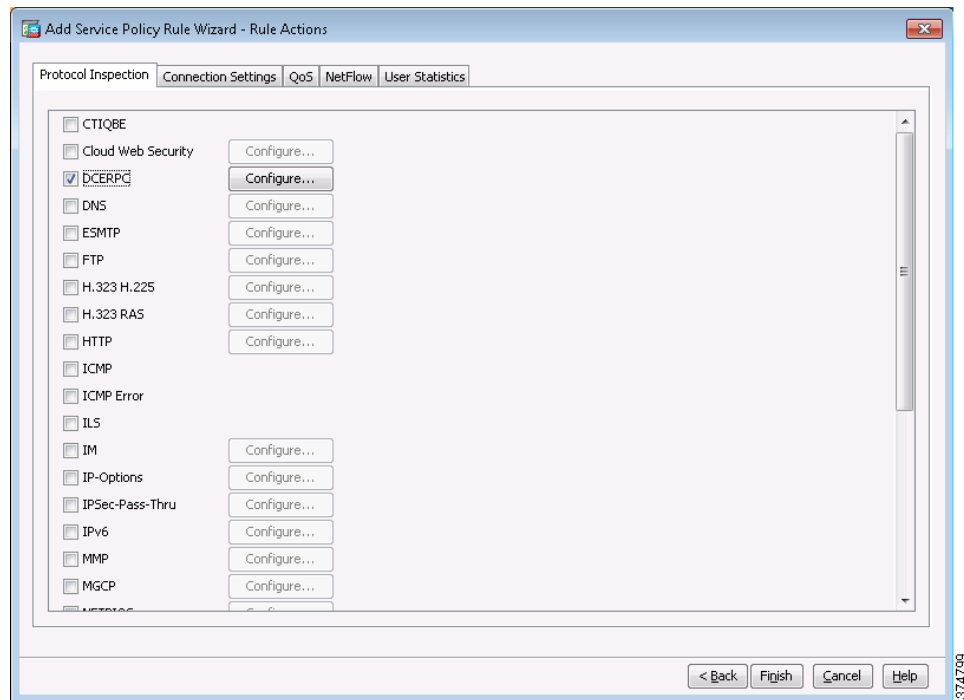 Add Service Policy Rule Wizard - Rule Actions
Protocol Inspection Connection Settings QoS NetFlow User Statistics
CTIQBE
Cloud Web Security Configure...
DCERPC Configure...
DNS Configure...
ESMTP Configure...
FTP Configure...
H.323 H.225 Configure...
H.323 RAS Configure...
HTTP Configure...
ICMP
ICMP Error
ILS
IM Configure...
IP-Options Configure...
IPSec-Pass-Thru Configure...
IPv6 Configure...
MMP Configure...
MGCP Configure...
< Back Finish Cancel Help
374799